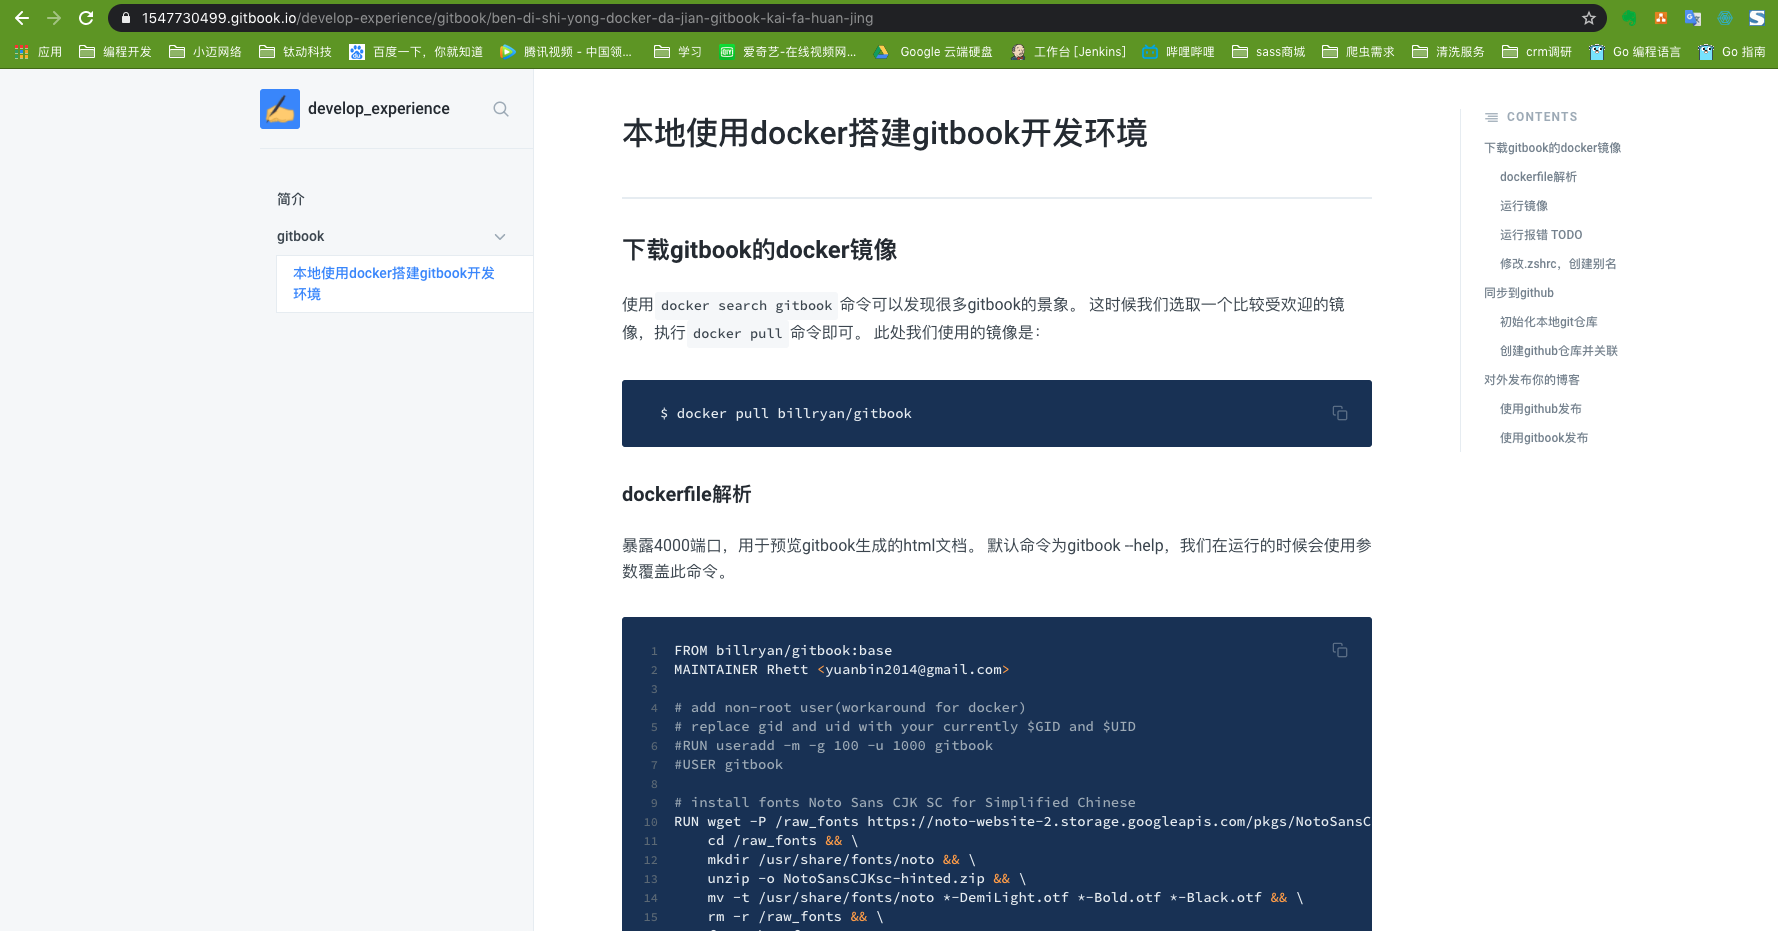 1547730499.gitbook.io/develop-experience/gitbook/ben-di-shi-yong-docker-da-jian-gitbook-kai-fa-huan-jing
应用 编程开发 小迈网络 钛动科技 百度一下，你就知道 腾讯视频 - 中国领... 学习 爱奇艺-在线视频网... Google 云端硬盘 工作台 [Jenkins] 哔哩哔哩 sass商城 爬虫需求 清洗服务 crm调研 Go 编程语言 Go 指南
develop_experience
简介
gitbook
本地使用docker搭建gitbook开发
环境
本地使用docker搭建gitbook开发环境
下载gitbook的docker镜像
使用 docker search gitbook 命令可以发现很多gitbook的景象。 这时候我们选取一个比较受欢迎的镜
像，执行 docker pull 命令即可。 此处我们使用的镜像是：
$ docker pull billryan/gitbook
dockerfile解析
暴露4000端口，用于预览gitbook生成的html文档。 默认命令为gitbook --help，我们在运行的时候会使用参
数覆盖此命令。
1 FROM billryan/gitbook:base
2 MAINTAINER Rhett <yuanbin2014@gmail.com>
3
4 # add non-root user(workaround for docker)
5 # replace gid and uid with your currently $GID and $UID
6 #RUN useradd -m -g 100 -u 1000 gitbook
7 #USER gitbook
8
9 # install fonts Noto Sans CJK SC for Simplified Chinese
10 RUN wget -P /raw_fonts https://noto-website-2.storage.googleapis.com/pkgs/NotoSansC
11 cd /raw_fonts && \
12 mkdir /usr/share/fonts/noto && \
13 unzip -o NotoSansCJKsc-hinted.zip && \
14 mv -t /usr/share/fonts/noto *-DemiLight.otf *-Bold.otf *-Black.otf && \
15 rm -r /raw_fonts && \
CONTENTS
下载gitbook的docker镜像
dockerfile解析
运行镜像
运行报错 TODO
修改.zshrc，创建别名
同步到github
初始化本地git仓库
创建github仓库并关联
对外发布你的博客
使用github发布
使用gitbook发布